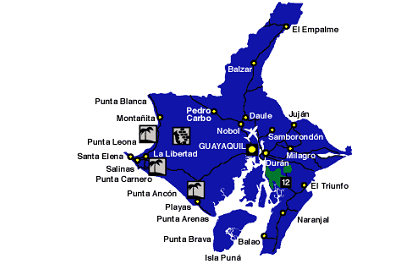 El Empalme
Balzar
Punta Blanca
Pedro
Carbo
Daule
Juján
Montañita
Nobol
Samborondón
Punta Leona
GUAYAQUIL
Milagro
Santa Elena
La Libertad
Durán
Salinas
Punta Carnero
12
El Triunfo
Punta Ancón
Playas
Punta Arenas
Naranjal
Punta Brava
Balao
Isla Puná